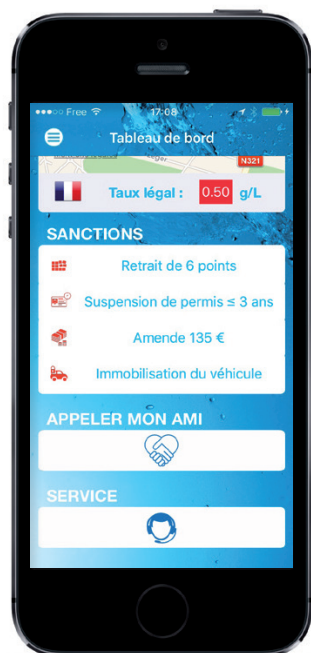 Free 17:08
Tableau de bord
Léger
N321
Taux légal : 0.50 g/L
SANCTIONS
Retrait de 6 points
Suspension de permis ≤ 3 ans
Amende 135 €
Immobilisation du véhicule
APPELER MON AMI
SERVICE